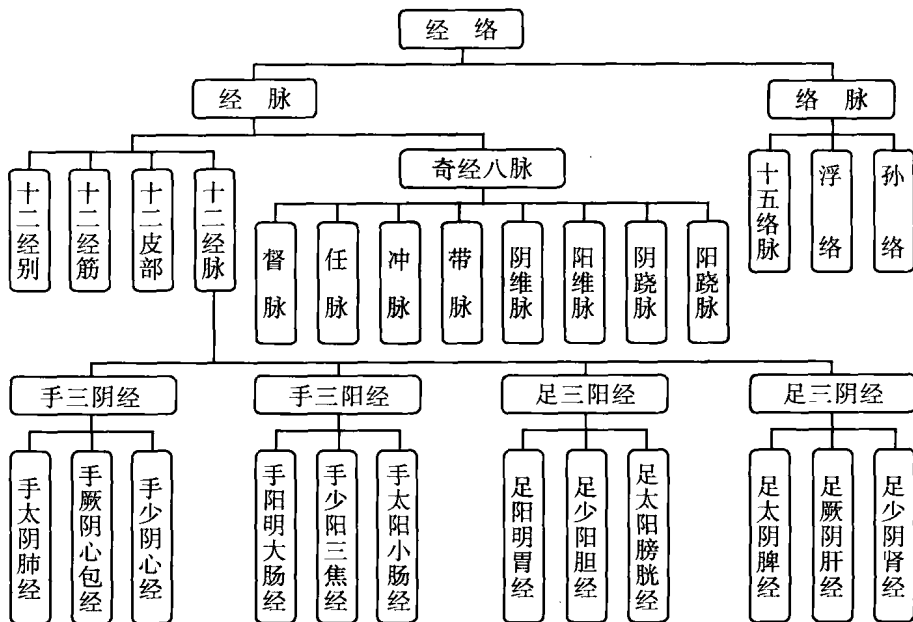 经络
经脉
络脉
奇经八脉
十二经别
十二经筋
十二皮部
十二经脉
十五络脉
浮络
孙络
督脉
任脉
冲脉
带脉
阴维脉
阳维脉
阴跷脉
阳跷脉
手三阴经
手三阳经
足三阳经
足三阴经
手太阴肺经
手厥阴心包经
手少阴心经
手阳明大肠经
手少阳三焦经
手太阳小肠经
足阳明胃经
足少阳胆经
足太阳膀胱经
足太阴脾经
足厥阴肝经
足少阴肾经